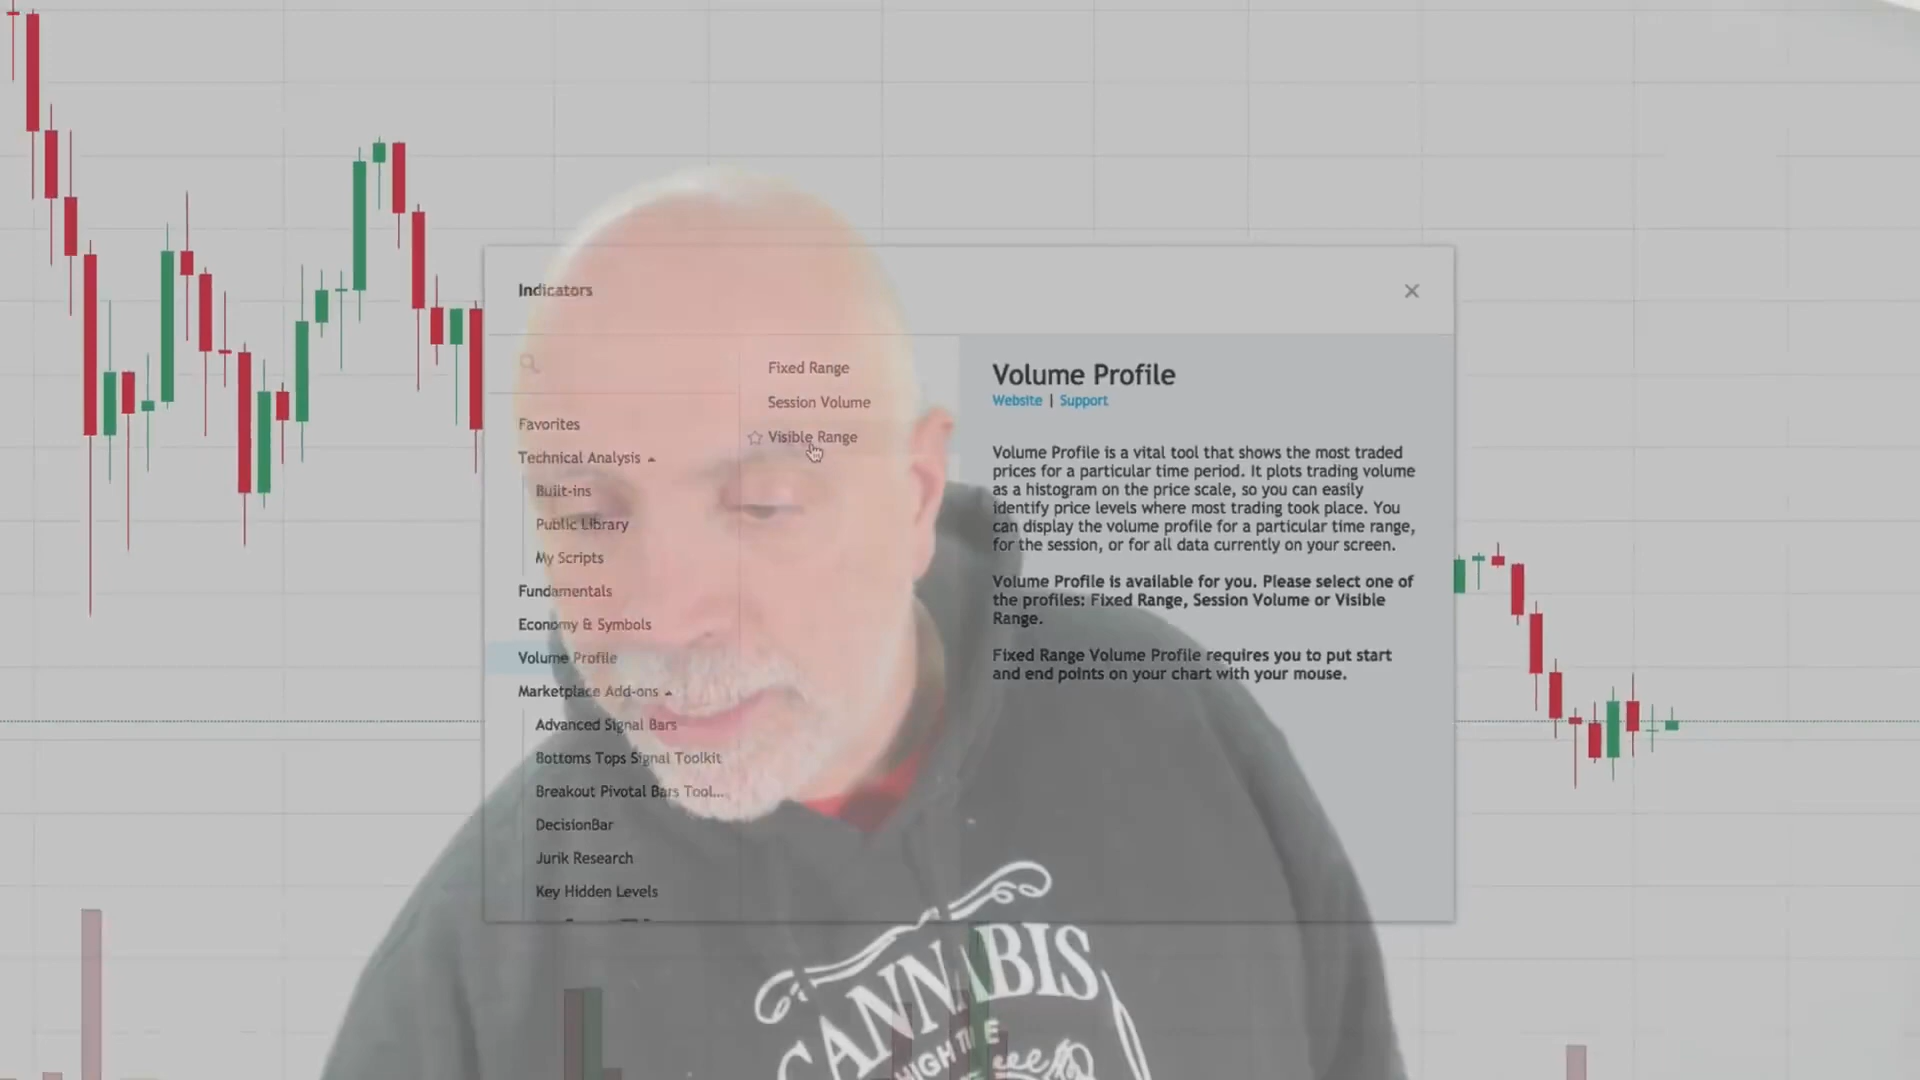 Indicators
Fixed Range
Session Volume
Visible Range
Favorites
Technical Analysis
Built-ins
Public Library
My Scripts
Fundamentals
Economy & Symbols
Volume Profile
Marketplace Add-ons
Advanced Signal Bars
Bottoms Tops Signal Toolkit
Breakout Pivotal Bars Tool...
DecisionBar
Jurik Research
Key Hidden Levels
Volume Profile
Website | Support
Volume Profile is a vital tool that shows the most traded
prices for a particular time period. It plots trading volume
as a histogram on the price scale, so you can easily
identify price levels where most trading took place. You
can display the volume profile for a particular time range,
for the session, or for all data currently on your screen.
Volume Profile is available for you. Please select one of
the profiles: Fixed Range, Session Volume or Visible
Range.
Fixed Range Volume Profile requires you to put start
and end points on your chart with your mouse.
CANNABIS
HIGH